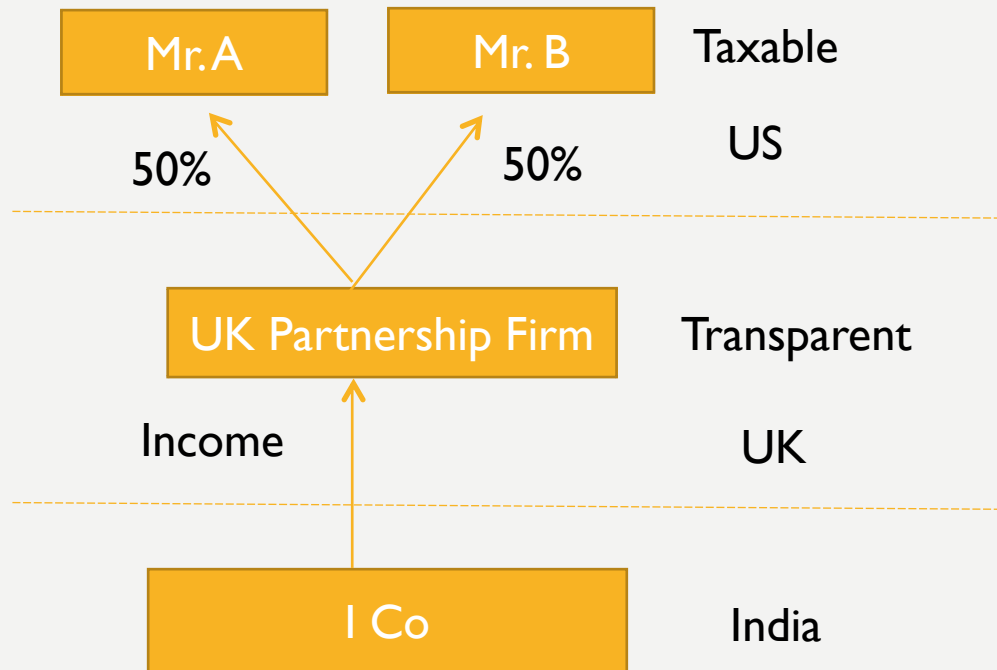 Mr. A
Mr. B
Taxable
50%
50%
US
UK Partnership Firm
Transparent
Income
UK
I Co
India